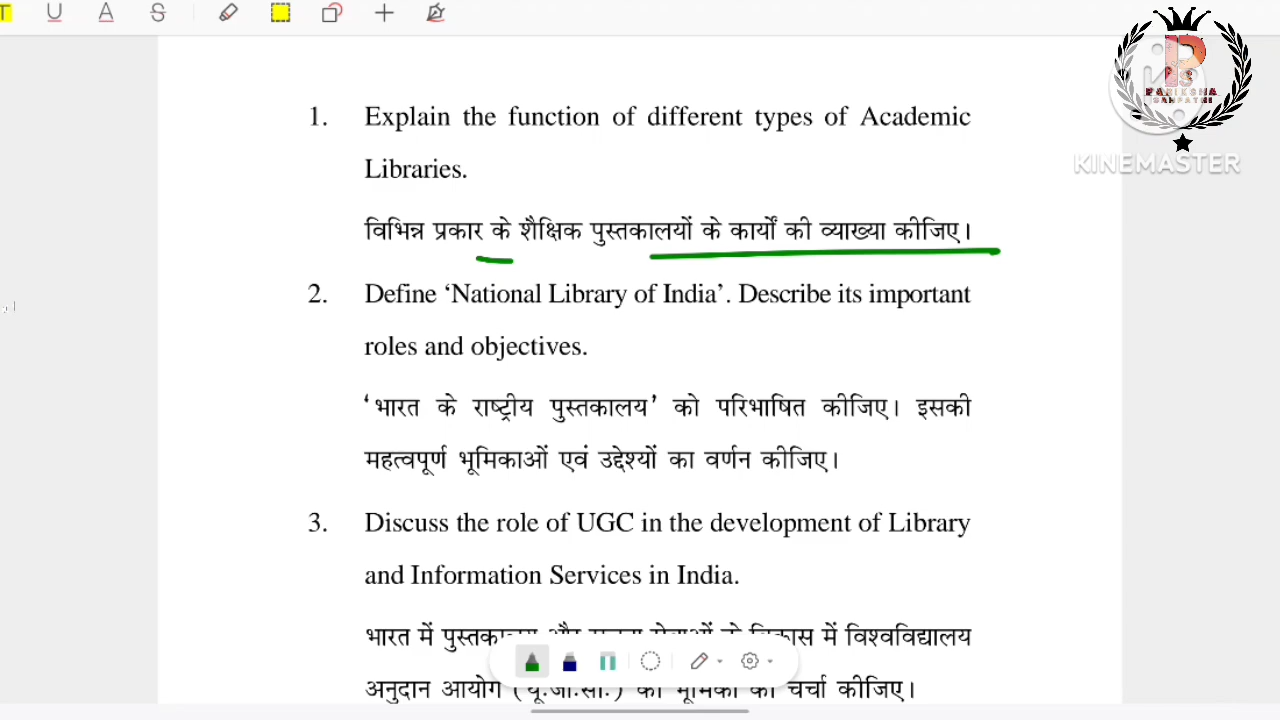 T U A S
PARIKSHA
SAHPATHI
KINEMASTER
1. Explain the function of different types of Academic
Libraries.
विभिन्न प्रकार के शैक्षिक पुस्तकालयों के कार्यों की व्याख्या कीजिए।
2. Define ‘National Library of India’. Describe its important
roles and objectives.
‘भारत के राष्ट्रीय पुस्तकालय’ को परिभाषित कीजिए। इसकी
महत्वपूर्ण भूमिकाओं एवं उद्देश्यों का वर्णन कीजिए।
3. Discuss the role of UGC in the development of Library
and Information Services in India.
भारत में पुस्तकालय और सूचना सेवाओं के विकास में विश्वविद्यालय
अनुदान आयोग (यू.जी.सी.) की भूमिका की चर्चा कीजिए।